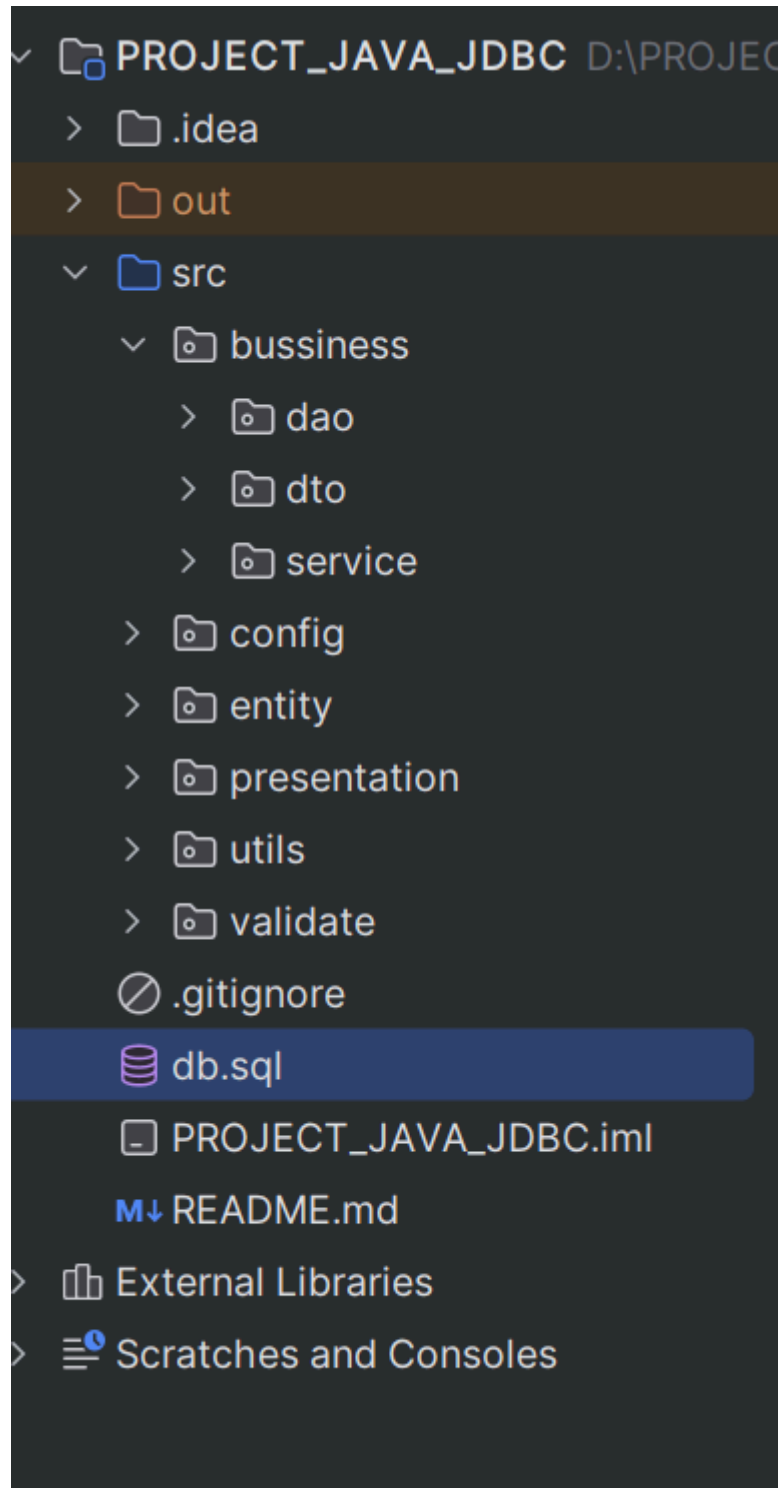 PROJECT_JAVA_JDBC D:\PROJEC
.idea
out
src
bussiness
dao
dto
service
config
entity
presentation
utils
validate
.gitignore
db.sql
PROJECT_JAVA_JDBC.iml
M↓ README.md
External Libraries
Scratches and Consoles